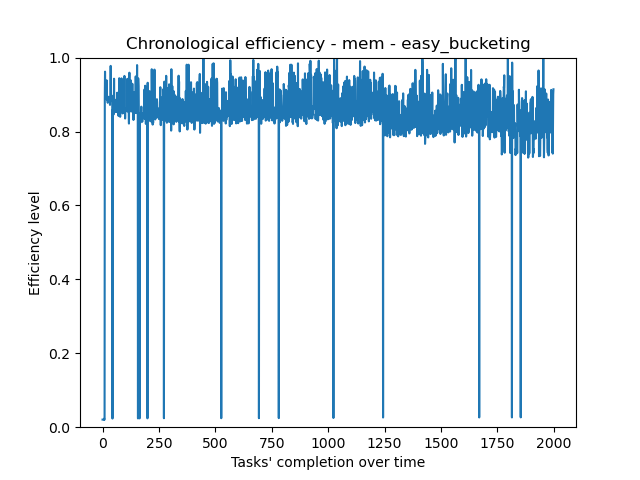 Chronological efficiency - mem - easy_bucketing
1.0
0.8
0.6
0.4
0.2
0.0
Efficiency level
0 250 500 750 1000 1250 1500 1750 2000
Tasks' completion over time